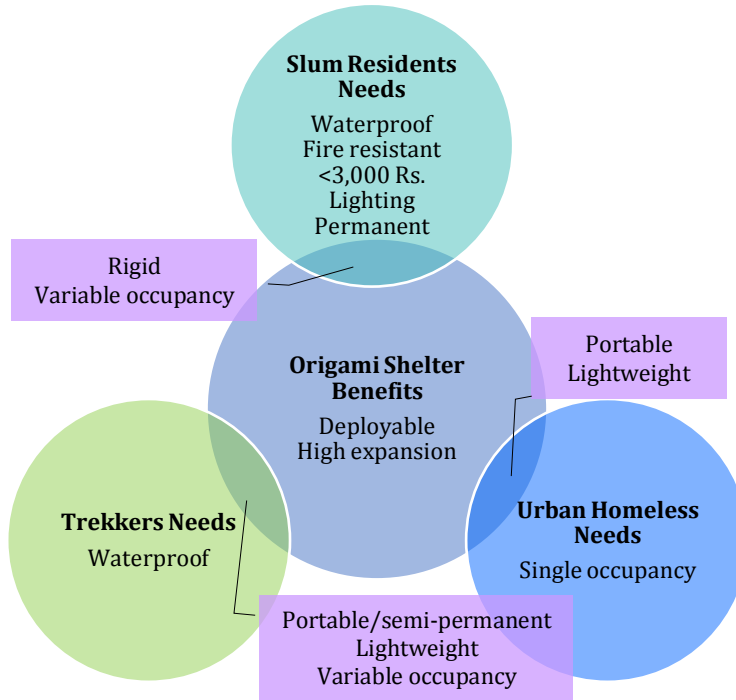 Slum Residents
Needs
Waterproof
Fire resistant
<3,000 Rs.
Lighting
Permanent
Rigid
Variable occupancy
Portable
Lightweight
Origami Shelter
Benefits
Deployable
High expansion
Trekkers Needs
Waterproof
Urban Homeless
Needs
Single occupancy
Portable/semi-permanent
Lightweight
Variable occupancy